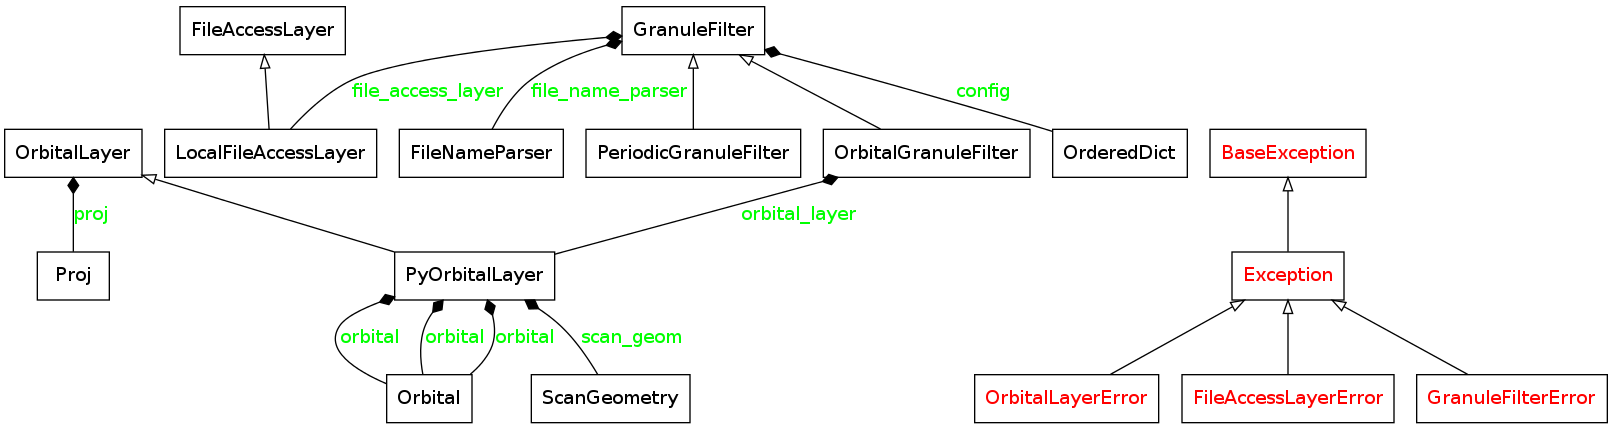 FileAccessLayer
GranuleFilter
file_access_layer
file_name_parser
config
OrbitalLayer
LocalFileAccessLayer
FileNameParser
PeriodicGranuleFilter
OrbitalGranuleFilter
OrderedDict
BaseException
proj
orbital_layer
Proj
PyOrbitalLayer
Exception
orbital
orbital
orbital
scan_geom
Orbital
ScanGeometry
OrbitalLayerError
FileAccessLayerError
GranuleFilterError